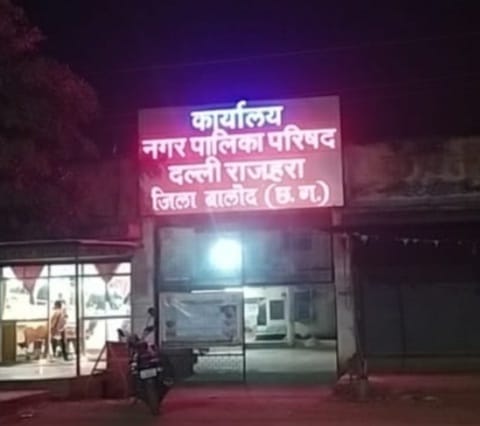 कार्यालय
नगर पालिका परिषद
दल्ली राजहरा
जिला बालोद (छ. ग.)